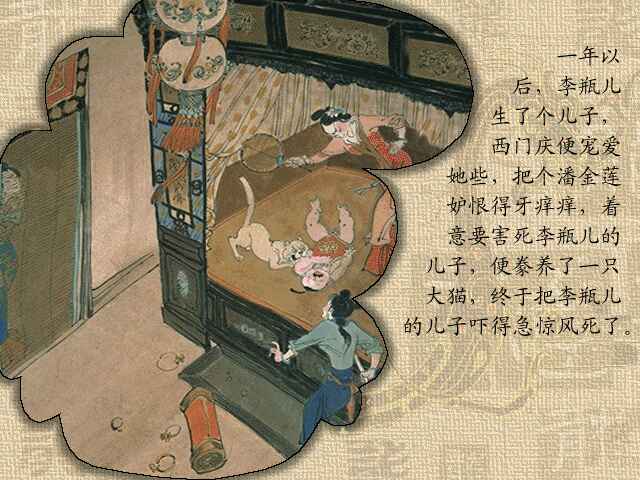 一年以
后，李瓶儿
生了个儿子，
西门庆便宠爱
她些，把个潘金莲
妒恨得牙痒痒，着
意要害死李瓶儿的
儿子，便豢养了一只
大猫，终于把李瓶儿
的儿子吓得急惊风死了。